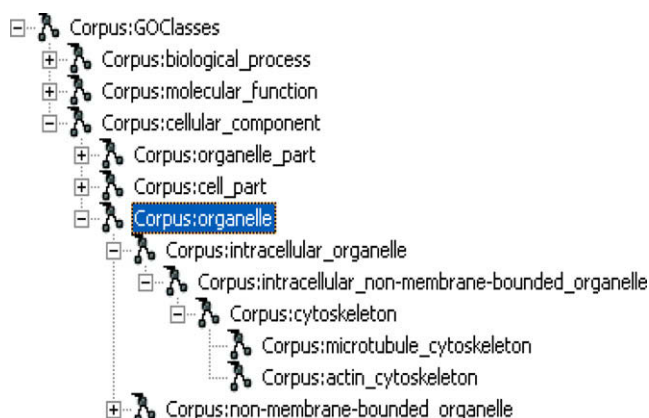 Corpus:GOClasses
Corpus:biological_process
Corpus:molecular_function
Corpus:cellular_component
Corpus:organelle_part
Corpus:cell_part
Corpus:organelle
Corpus:intracellular_organelle
Corpus:intracellular_non-membrane-bounded_organelle
Corpus:cytoskeleton
Corpus:microtubule_cytoskeleton
Corpus:actin_cytoskeleton
Corpus:non-membrane-bounded_organelle